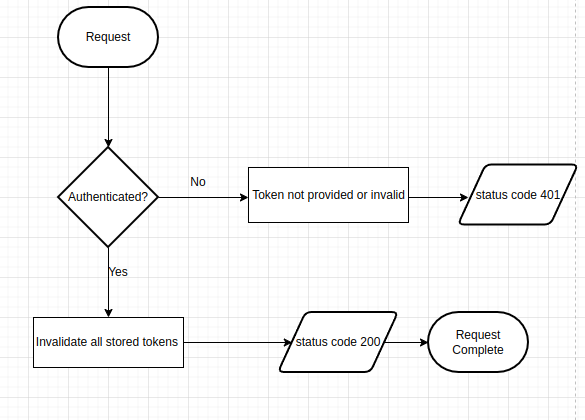 Request
Authenticated?
No
Token not provided or invalid
status code 401
Yes
Invalidate all stored tokens
status code 200
Request
Complete